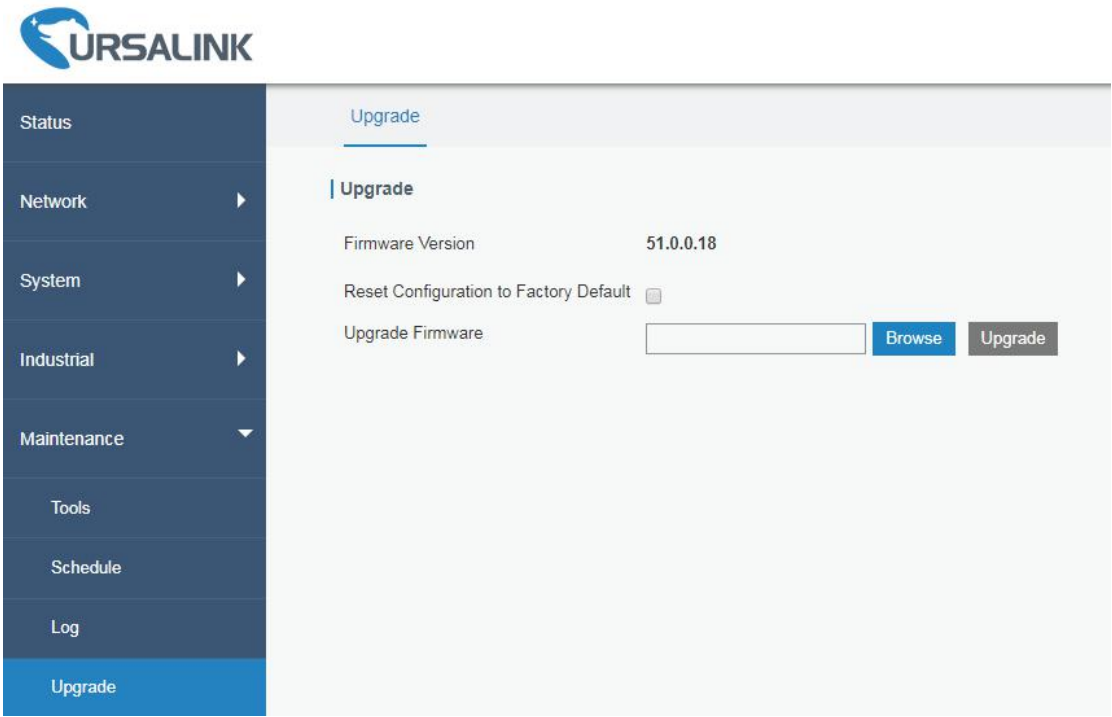 URSALINK
Status
Network
System
Industrial
Maintenance
Tools
Schedule
Log
Upgrade
Upgrade
Upgrade
Firmware Version 51.0.0.18
Reset Configuration to Factory Default
Upgrade Firmware Browse Upgrade